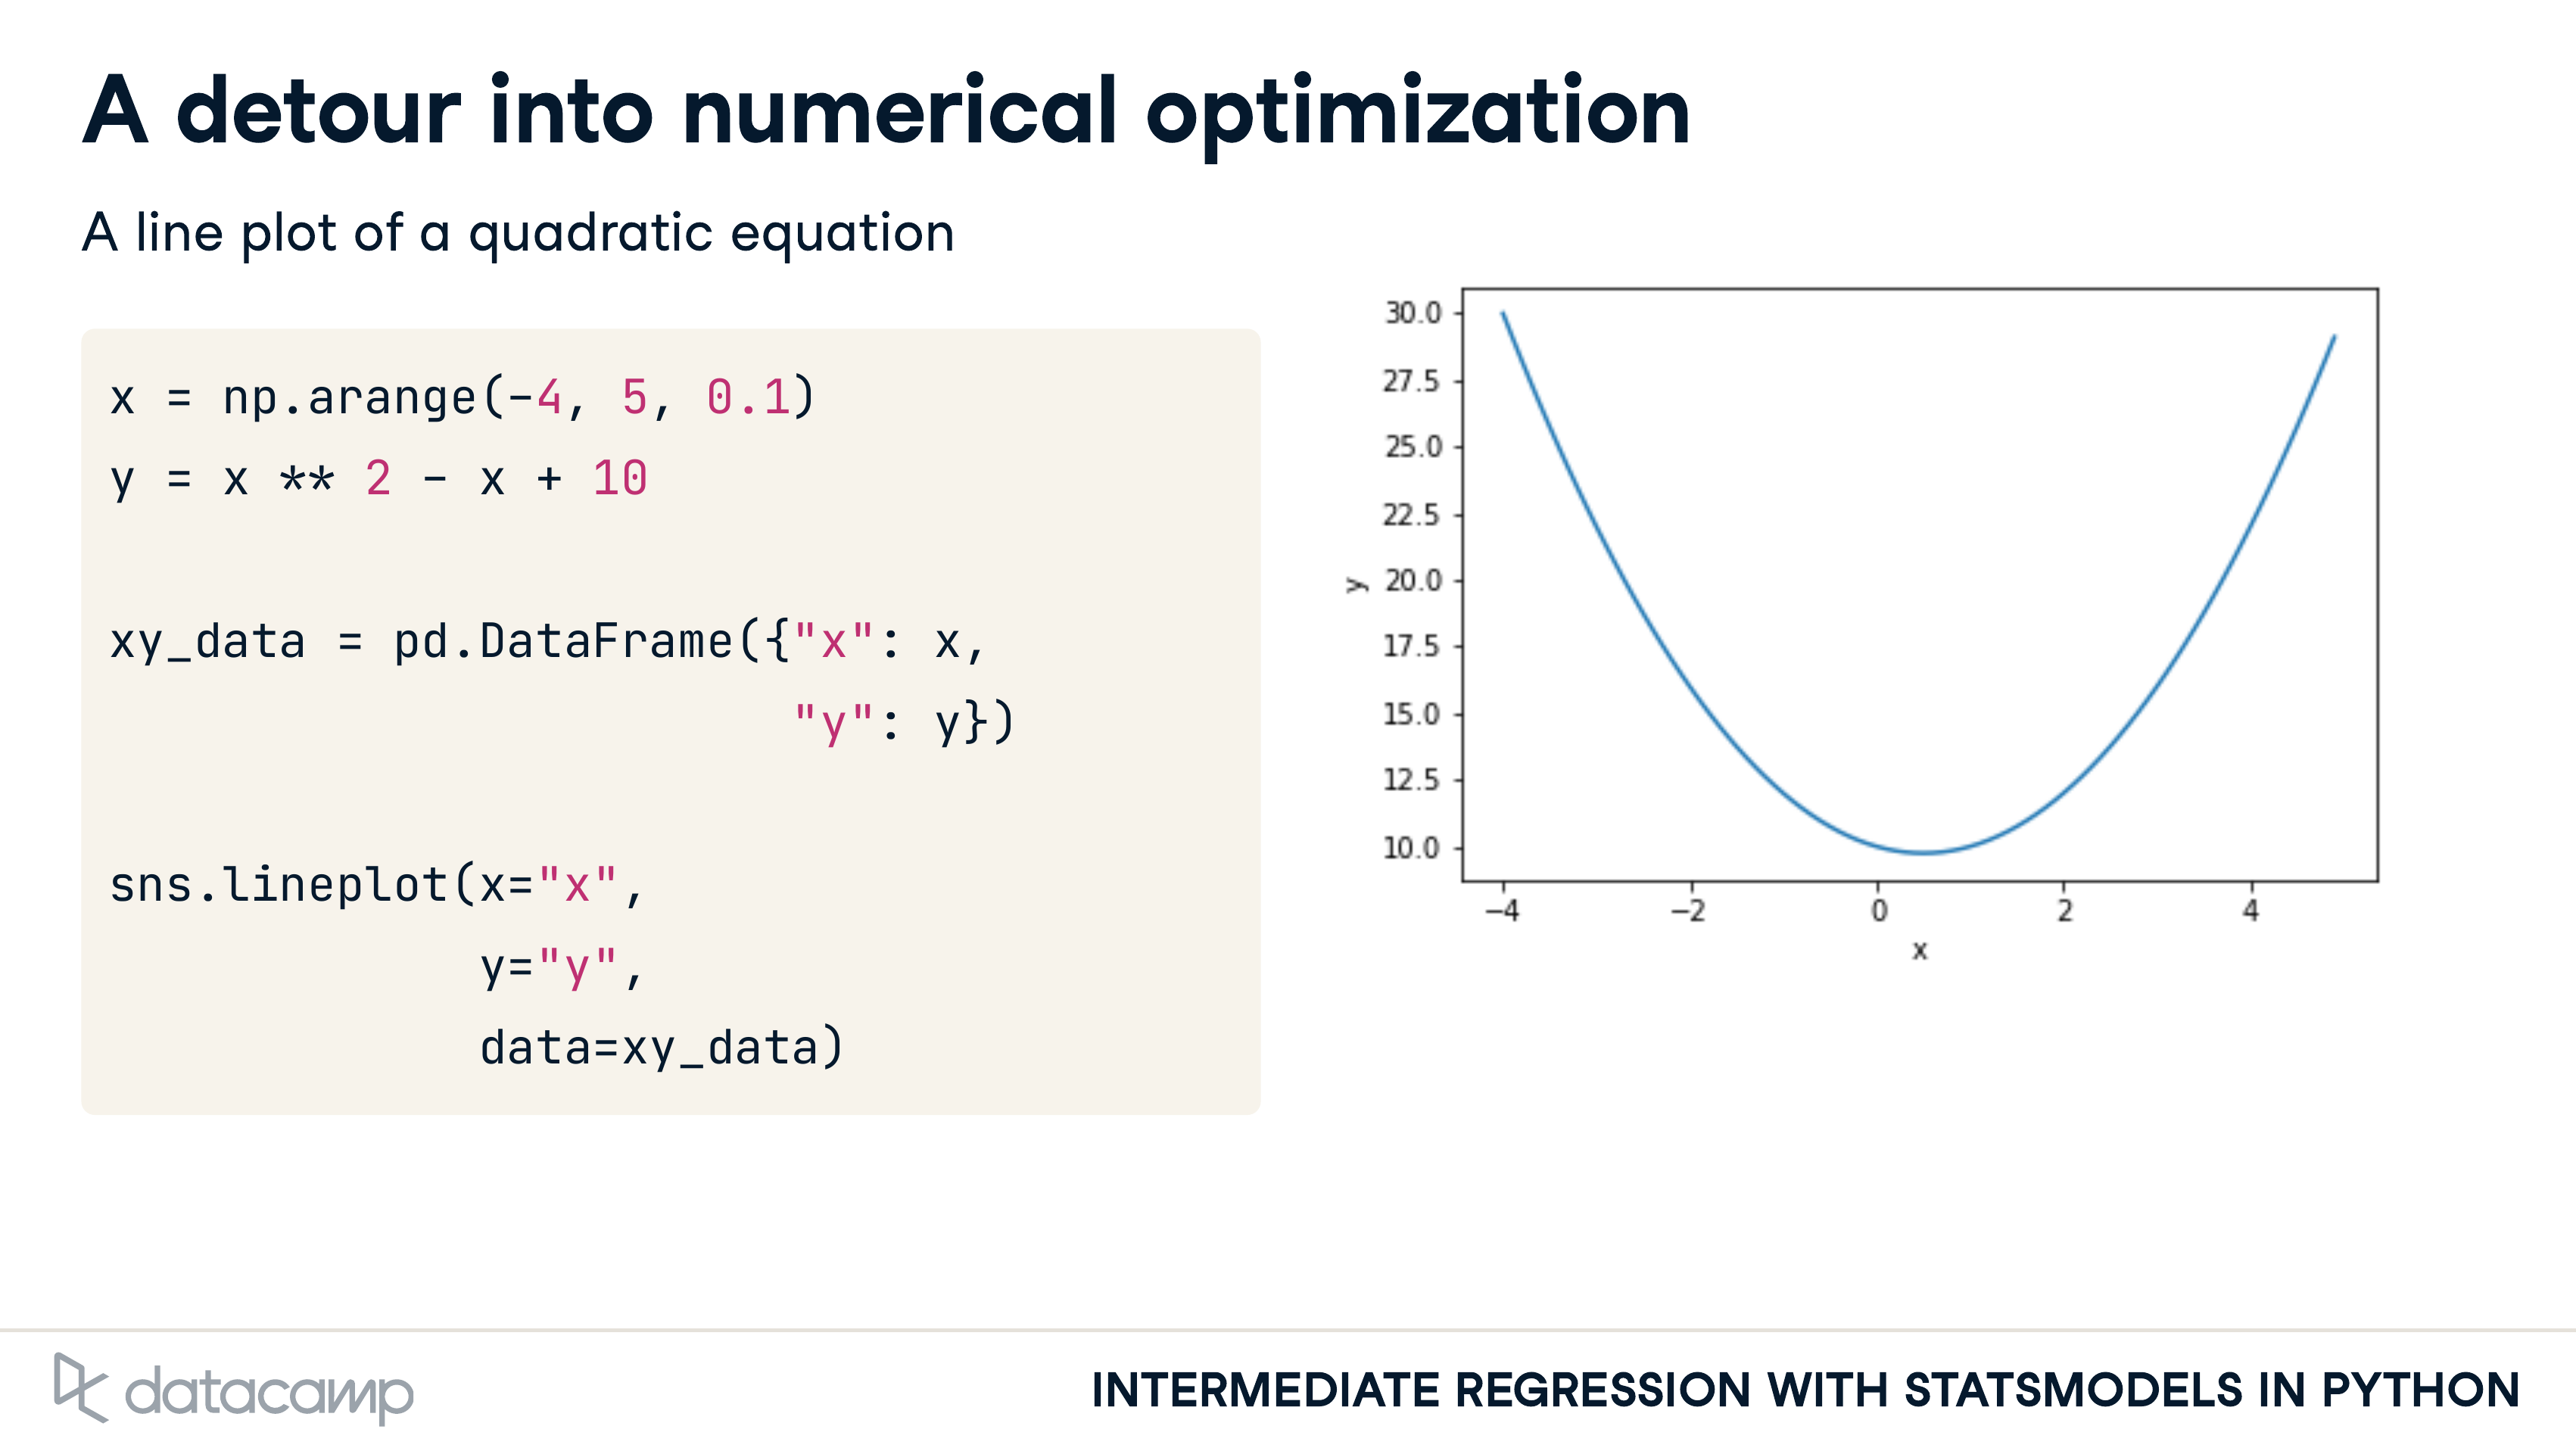 A detour into numerical optimization
A line plot of a quadratic equation
x = np.arange(-4, 5, 0.1)
y = x ** 2 - x + 10
xy_data = pd.DataFrame({"x": x,
"y": y})
sns.lineplot(x="x",
y="y",
data=xy_data)
30.0
27.5
25.0
22.5
20.0
17.5
15.0
12.5
10.0
y
−4 −2 0 2 4
x
datacamp
INTERMEDIATE REGRESSION WITH STATSMODELS IN PYTHON